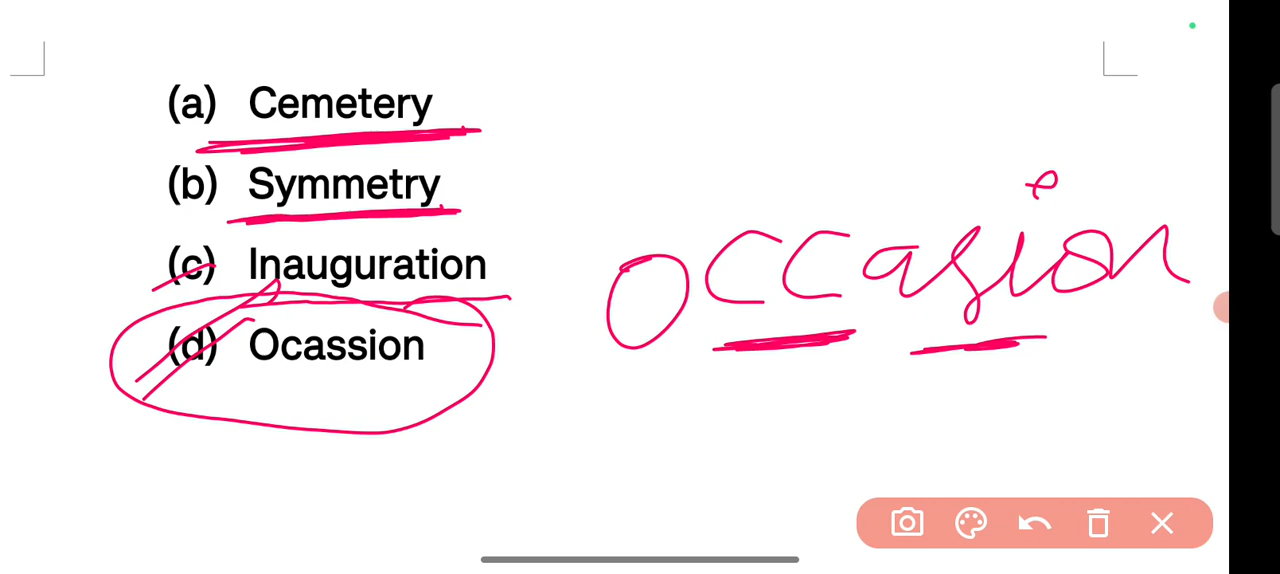 (a) Cemetery
(b) Symmetry
(c) Inauguration
(d) Ocassion
occasion